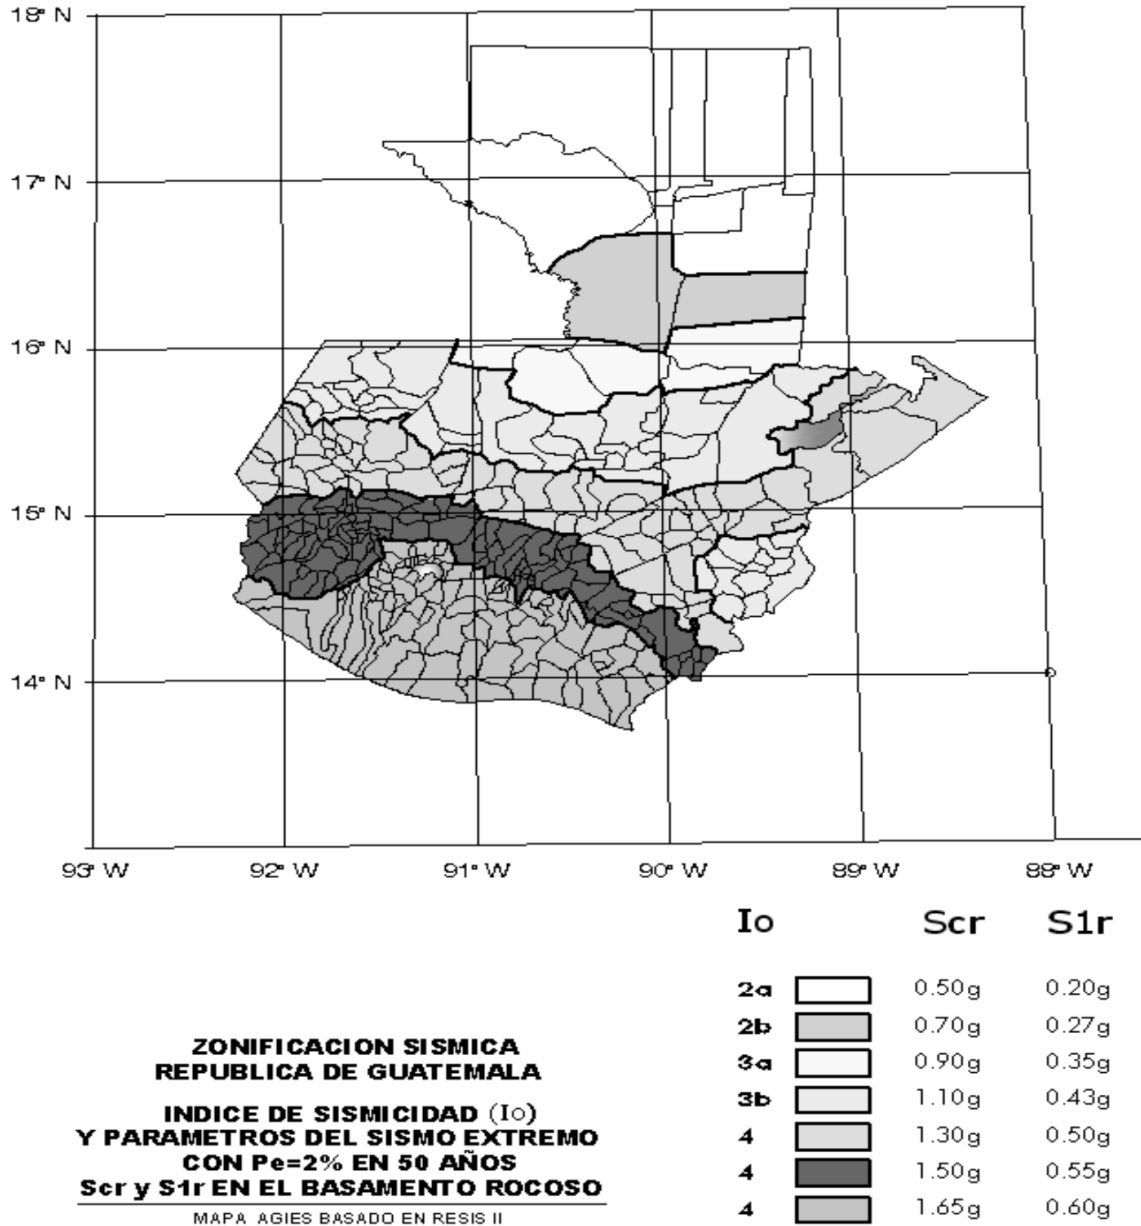 18° N
17° N
16° N
15° N
14° N
93° W 92° W 91° W 90° W 89° W 88° W
Io Scr S1r
2a 0.50g 0.20g
2b 0.70g 0.27g
3a 0.90g 0.35g
3b 1.10g 0.43g
4 1.30g 0.50g
4 1.50g 0.55g
4 1.65g 0.60g
ZONIFICACION SISMICA
REPUBLICA DE GUATEMALA
INDICE DE SISMICIDAD (Io)
Y PARAMETROS DEL SISMO EXTREMO
CON Pe=2% EN 50 AÑOS
Scr y S1r EN EL BASAMENTO ROCOSO
MAPA AGIES BASADO EN RESIS II